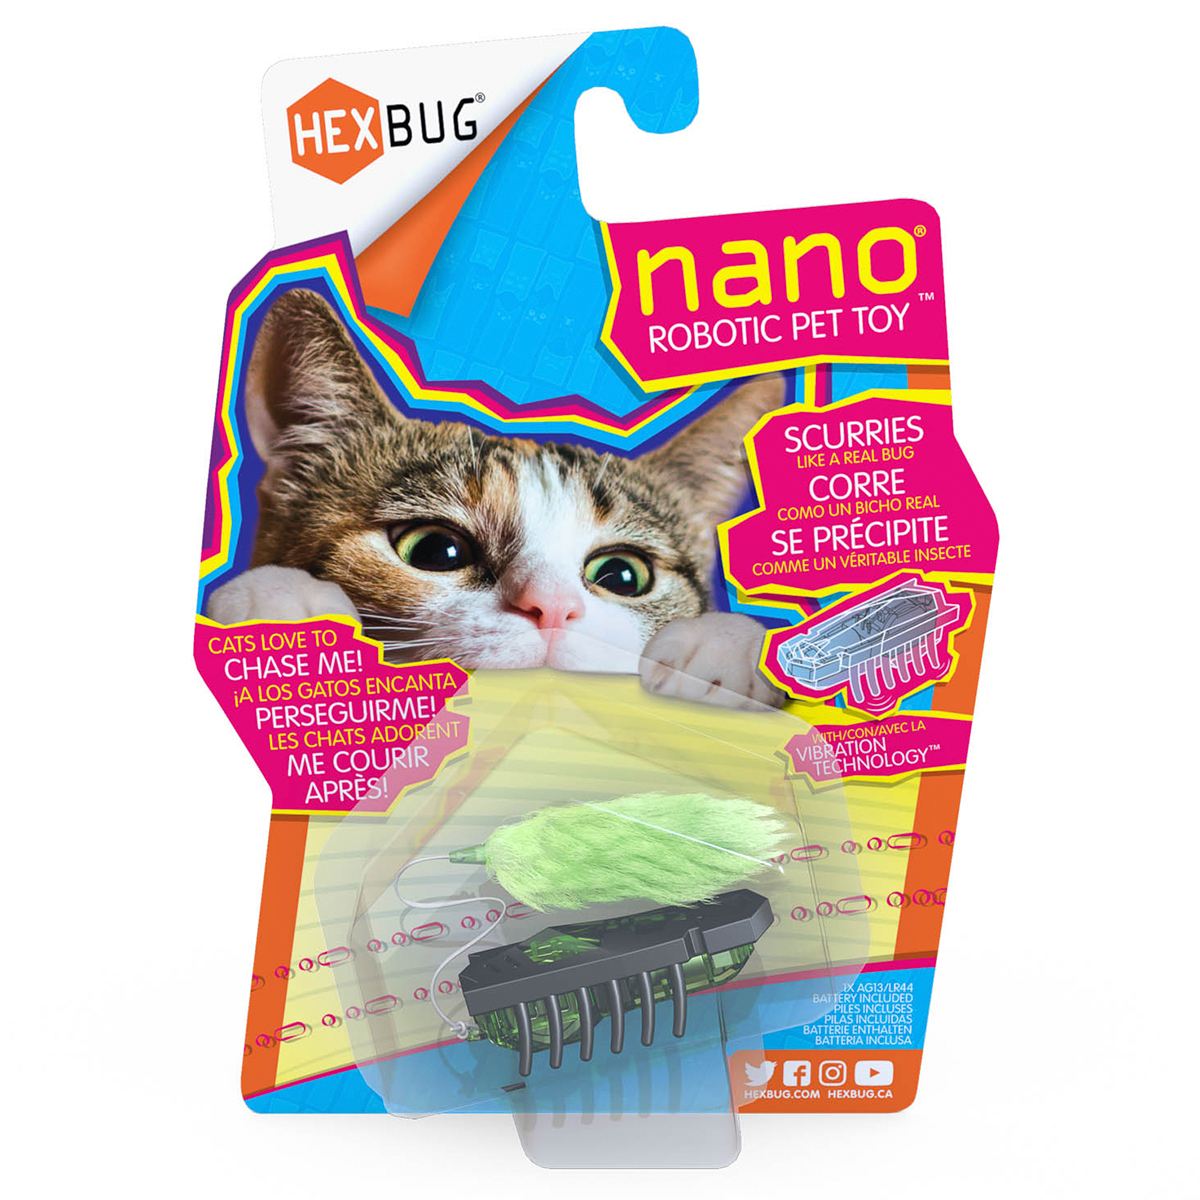 HEXBUG®
nano®
ROBOTIC PET TOY™
SCURRIES
LIKE A REAL BUG
CORRE
COMO UN BICHO REAL
SE PRÉCIPITE
COMME UN VÉRITABLE INSECTE
CATS LOVE TO
CHASE ME!
¡A LOS GATOS ENCANTA
PERSEGUIRME!
LES CHATS ADORENT
ME COURIR
APRÈS!
WITH/CON/AVEC LA
VIBRATION
TECHNOLOGY™
1X AG13/LR44
BATTERY INCLUDED
PILES INCLUSES
PILAS INCLUIDAS
BATTERIE ENTHALTEN
BATTERIA INCLUSA
HEXBUG.COM HEXBUG.CA